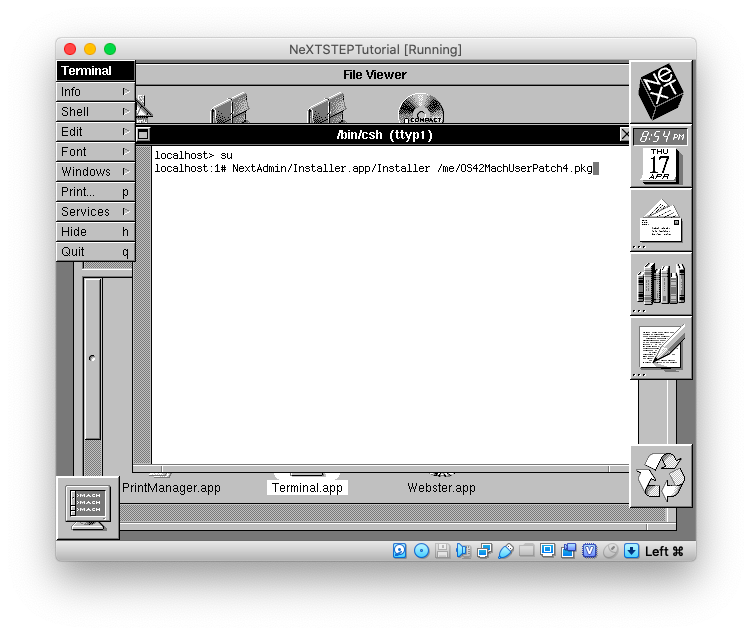 NeXTSTEPTutorial [Running]
Terminal
Info
Shell
Edit
Font
Windows
Print... p
Services
Hide h
Quit q
File Viewer
COMPACT
/bin/csh (ttyp1)
localhost> su
localhost:1# NextAdmin/Installer.app/Installer /me/OS42MachUserPatch4.pkg
NeXT
8:54 PM
THU
17
APR
PrintManager.app
Terminal.app
Webster.app
MACH
MACH
MACH
Left ⌘